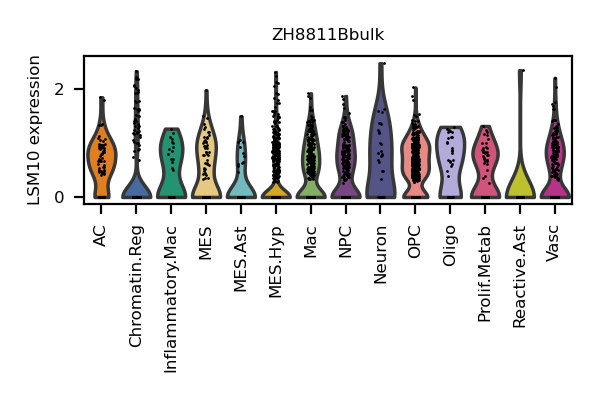 ZH8811Bbulk
LSM10 expression
2
0
AC
Chromatin.Reg
Inflammatory.Mac
MES
MES.Ast
MES.Hyp
Mac
NPC
Neuron
OPC
Oligo
Prolif.Metab
Reactive.Ast
Vasc